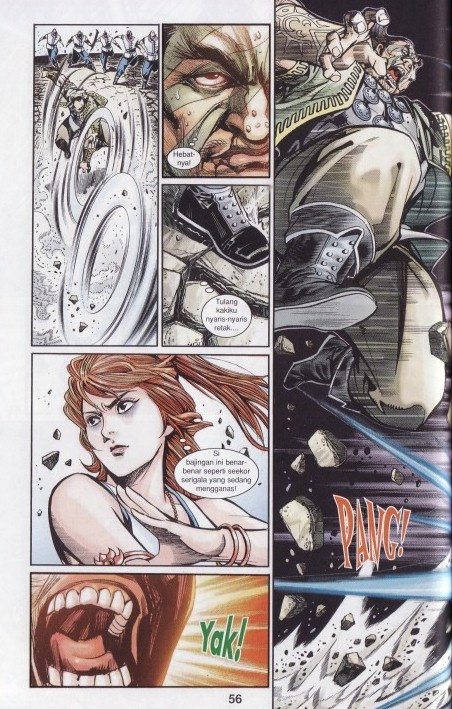 Hebat-
nya!
Tulang
kakiku
nyaris-nyaris
retak....
Si
bajingan ini benar-
benar seperti seekor
serigala yang sedang
mengganas!
Yak!
PANG!
56